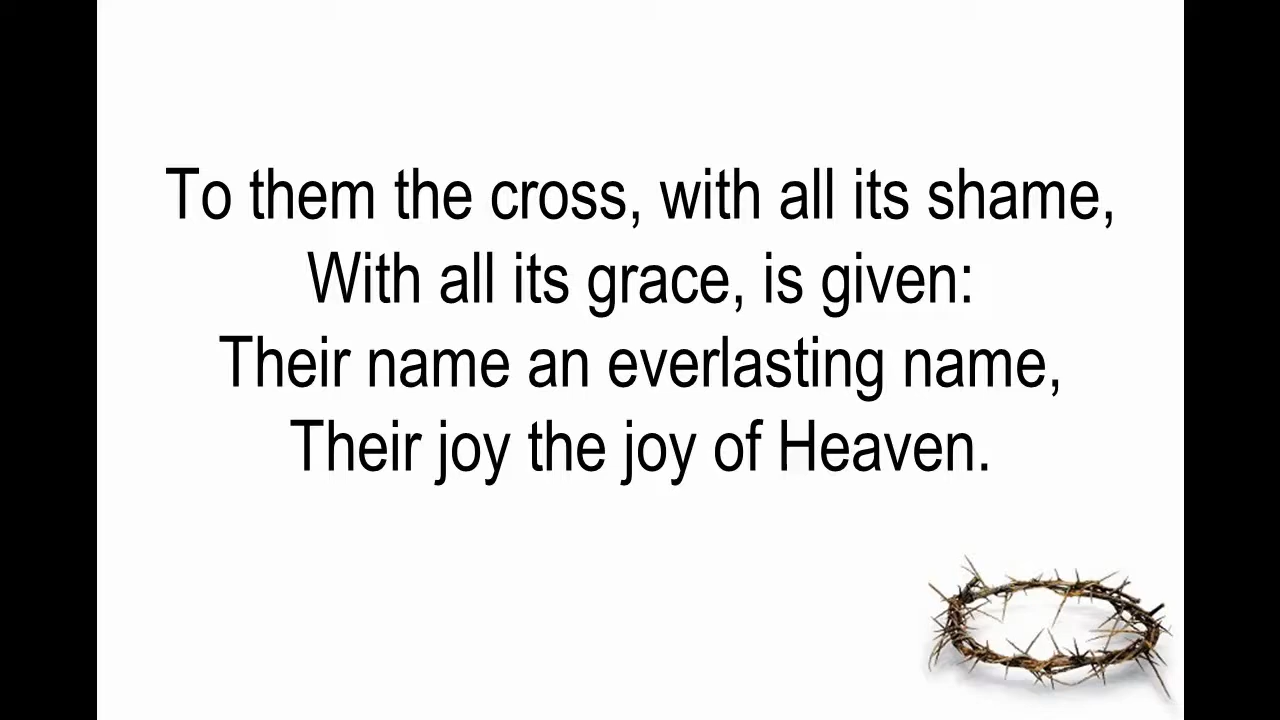 To them the cross, with all its shame,
With all its grace, is given:
Their name an everlasting name,
Their joy the joy of Heaven.